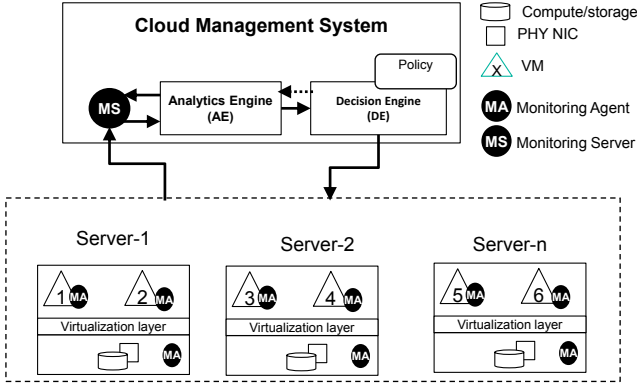 Cloud Management System
Policy
MS
Analytics Engine
(AE)
Decision Engine
(DE)
Compute/storage
PHY NIC
X VM
MA Monitoring Agent
MS Monitoring Server
Server-1
Server-2
Server-n
1 MA 2 MA
Virtualization layer
MA
3 MA 4 MA
Virtualization layer
MA
5 MA 6 MA
Virtualization layer
MA